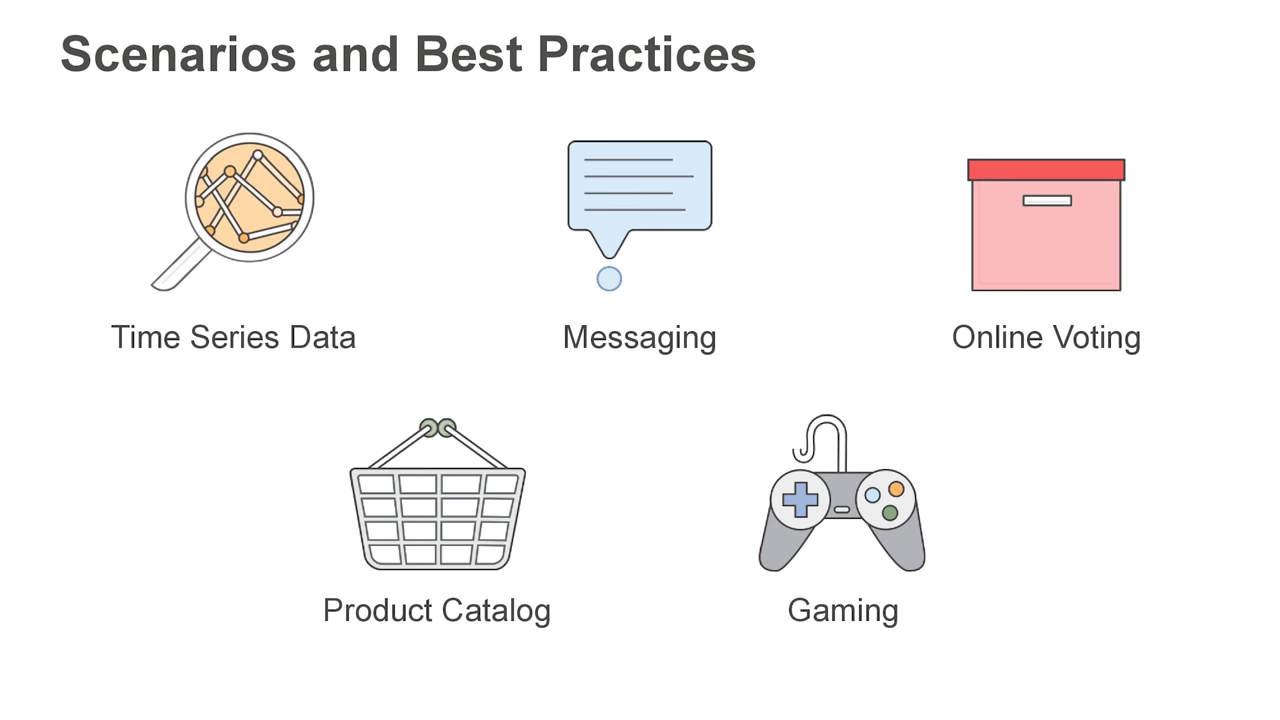 Scenarios and Best Practices
Time Series Data
Messaging
Online Voting
Product Catalog
Gaming